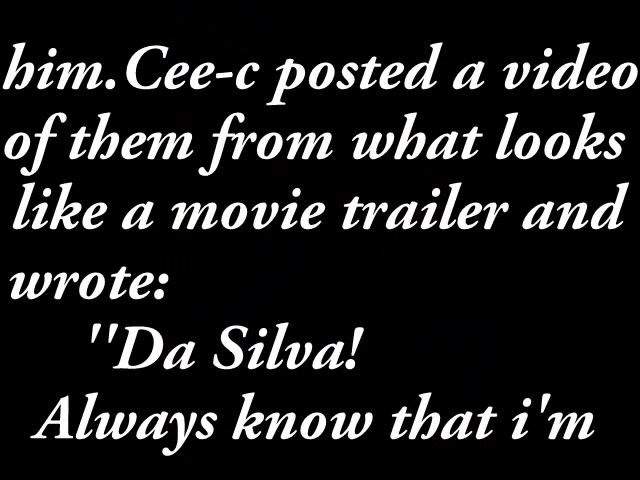 him.Cee-c posted a video
of them from what looks
like a movie trailer and
wrote:
''Da Silva!
Always know that i'm